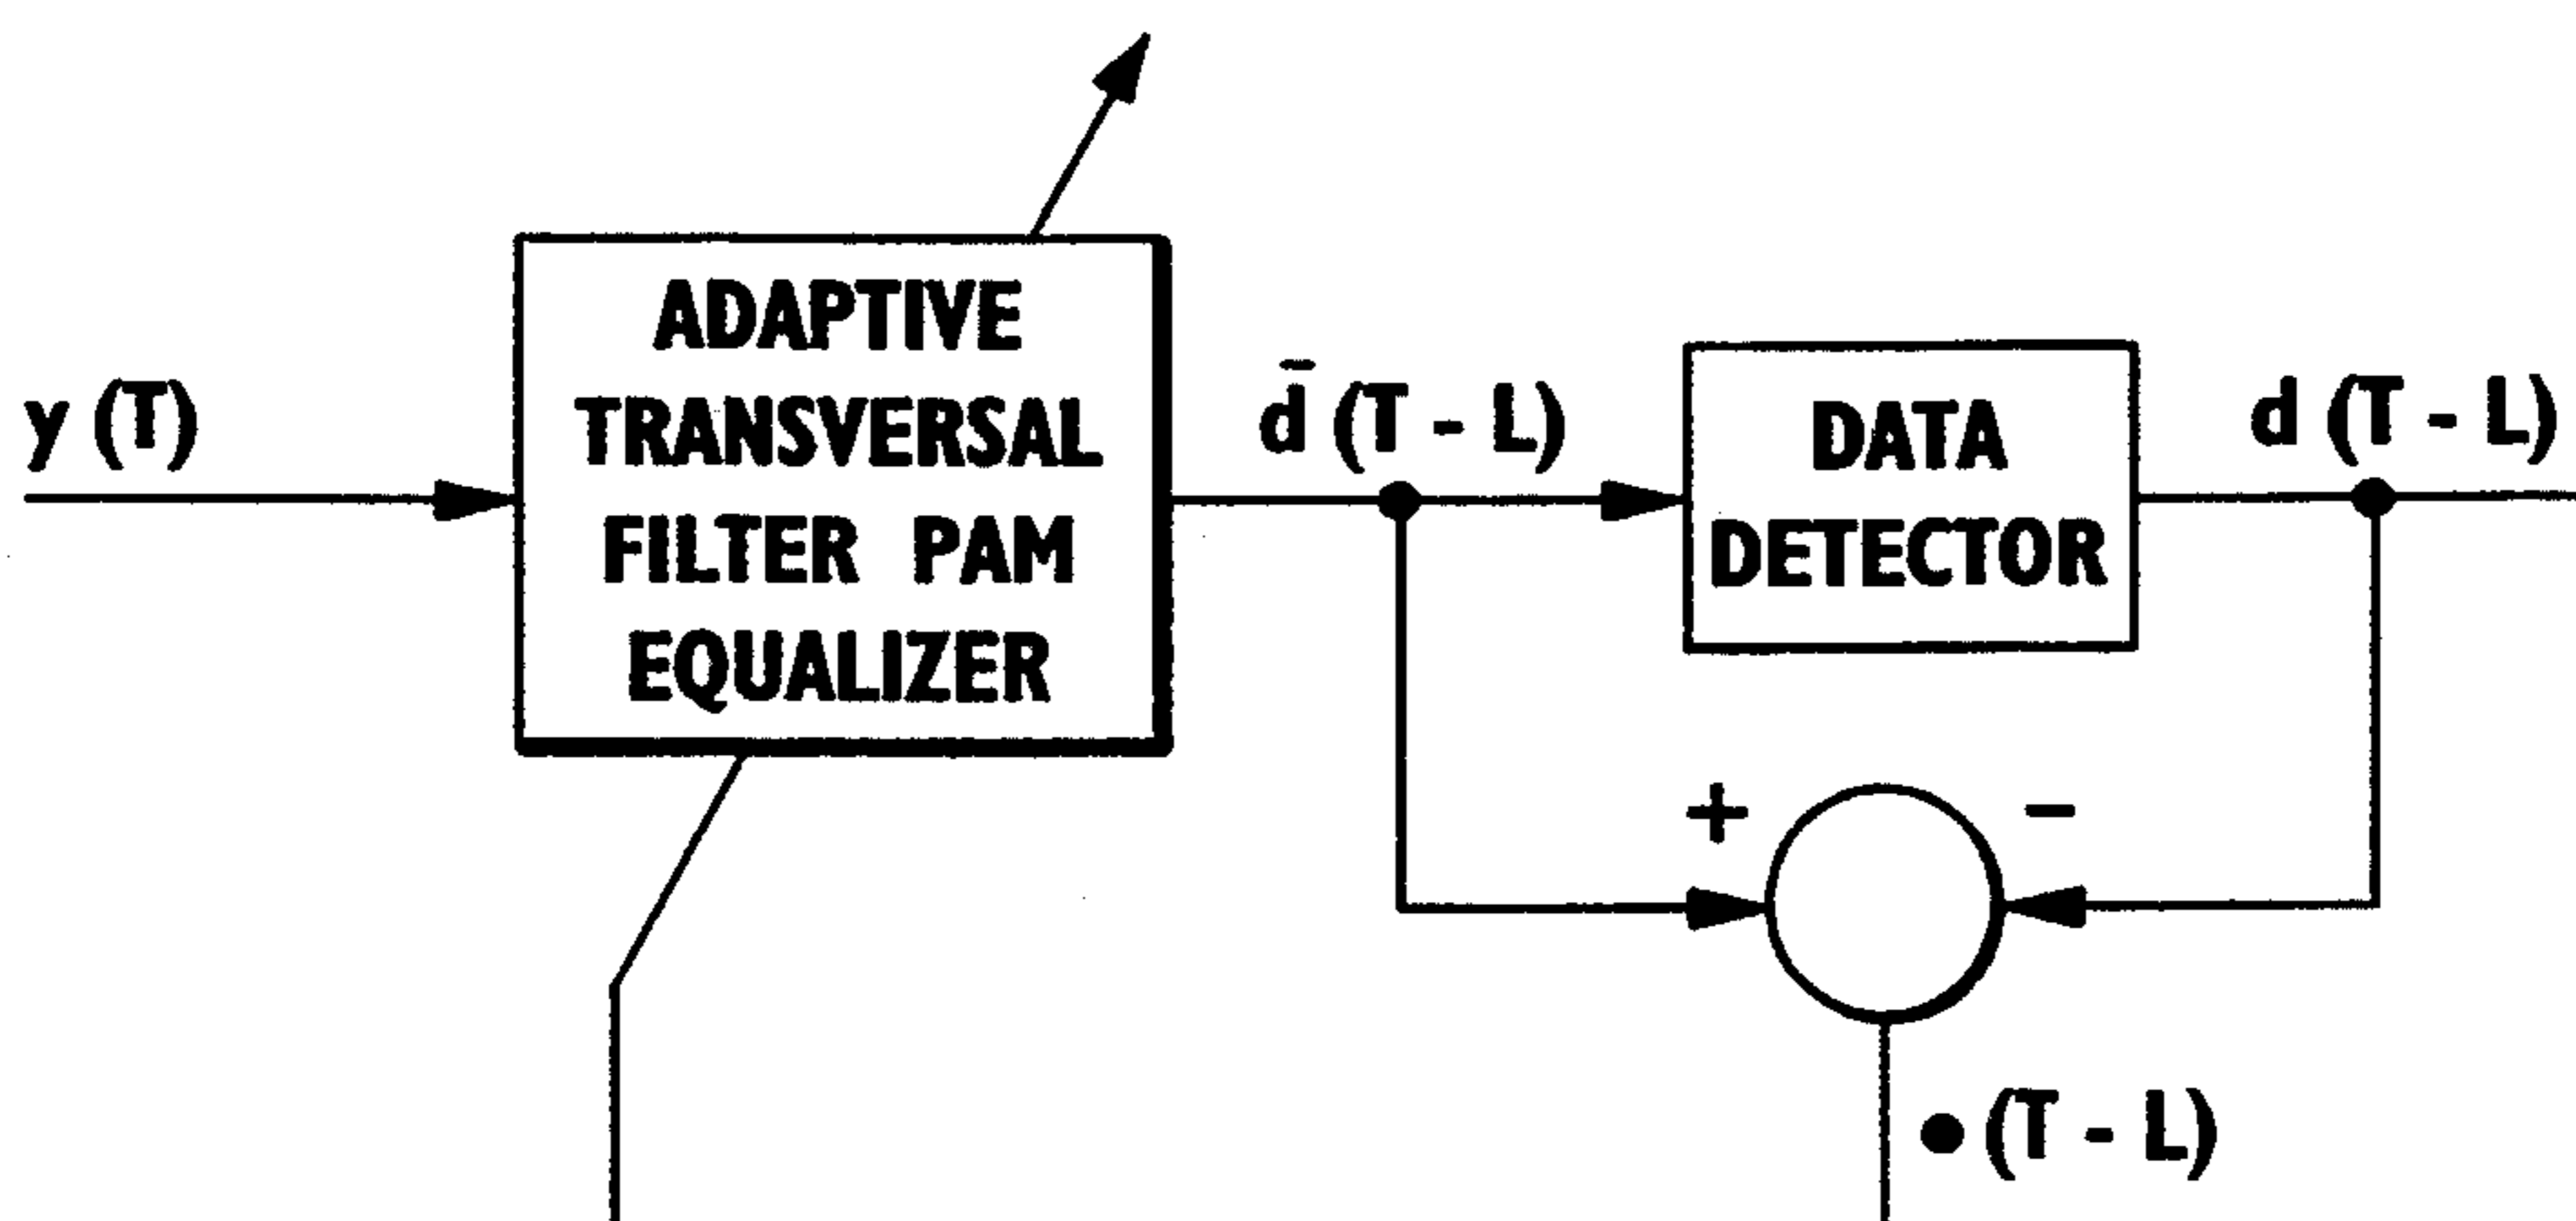 y (T)
ADAPTIVE
TRANSVERSAL
FILTER PAM
EQUALIZER
d̄ (T - L)
DATA
DETECTOR
d (T - L)
+
−
● (T - L)